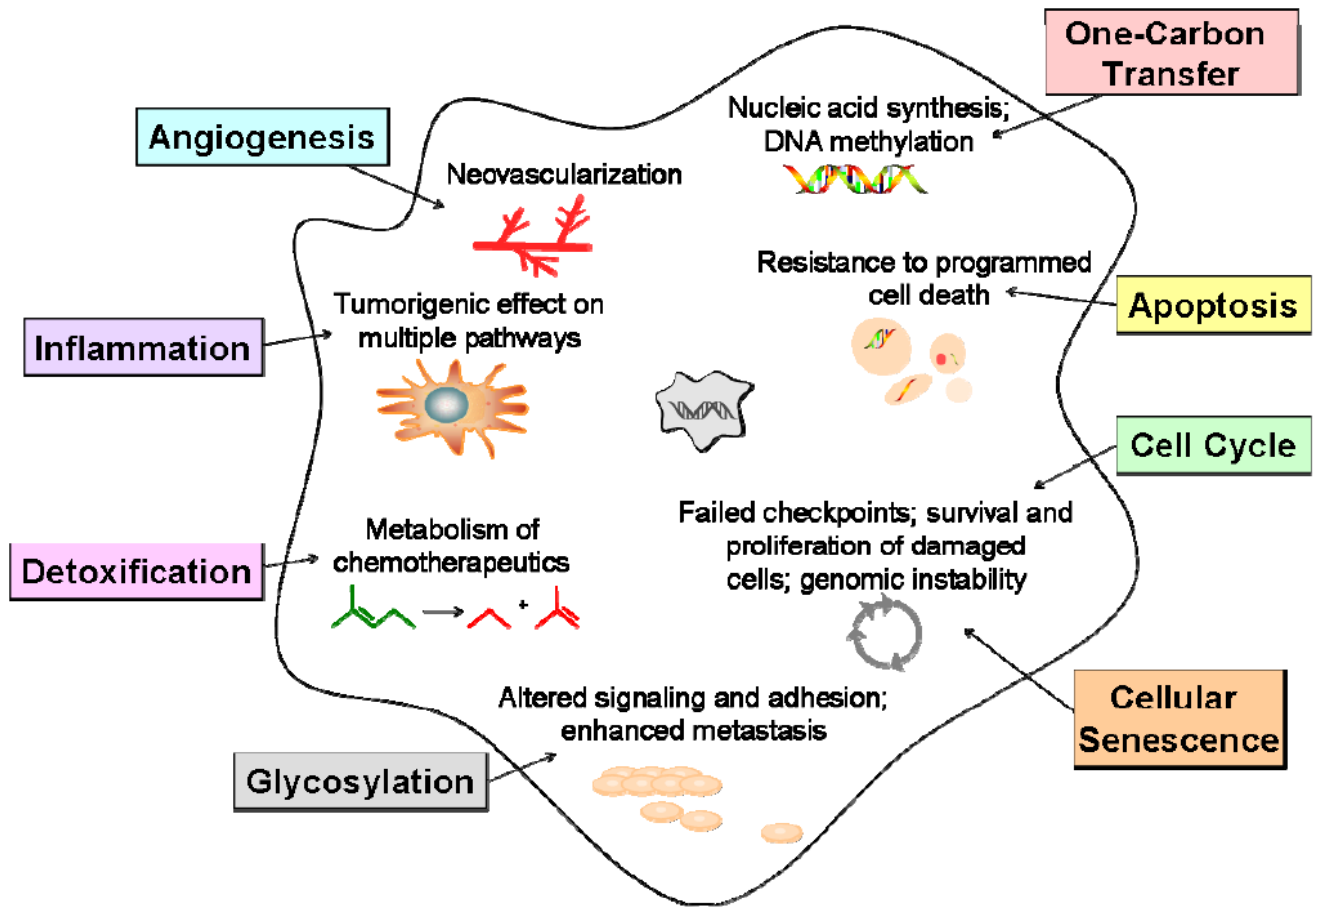 One-Carbon
Transfer
Nucleic acid synthesis;
DNA methylation
Angiogenesis
Neovascularization
Resistance to programmed
cell death
Apoptosis
Tumorigenic effect on
multiple pathways
Inflammation
Cell Cycle
Failed checkpoints; survival and
proliferation of damaged
cells; genomic instability
Metabolism of
chemotherapeutics
Detoxification
+
Cellular
Senescence
Altered signaling and adhesion;
enhanced metastasis
Glycosylation